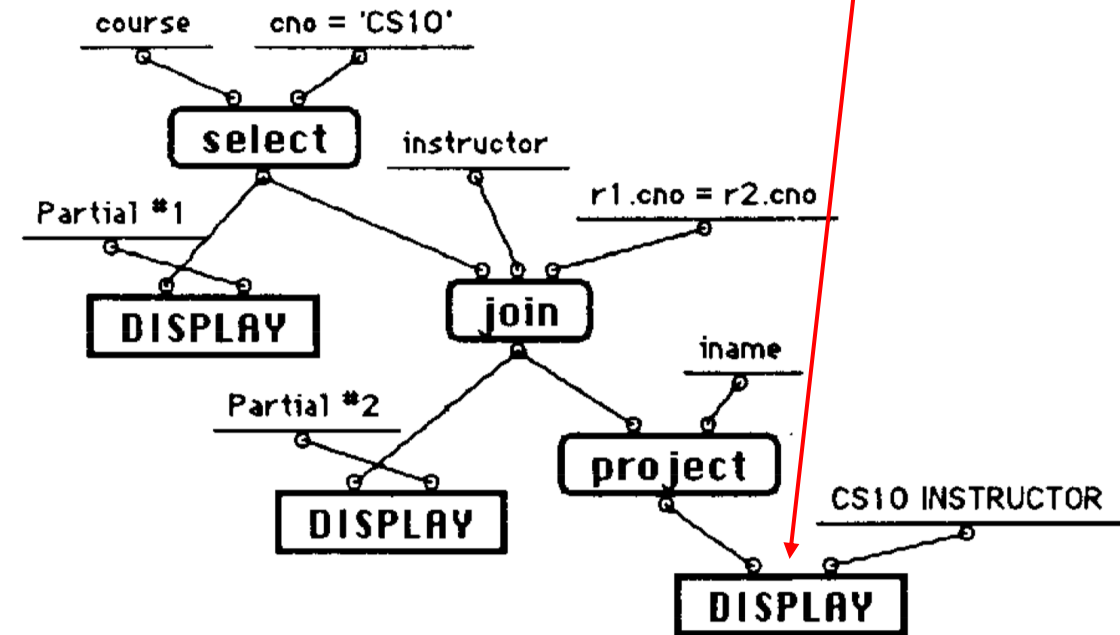 course
cno = 'CS10'
select
instructor
r1.cno = r2.cno
Partial #1
DISPLAY
join
iname
Partial #2
project
DISPLAY
CS10 INSTRUCTOR
DISPLAY